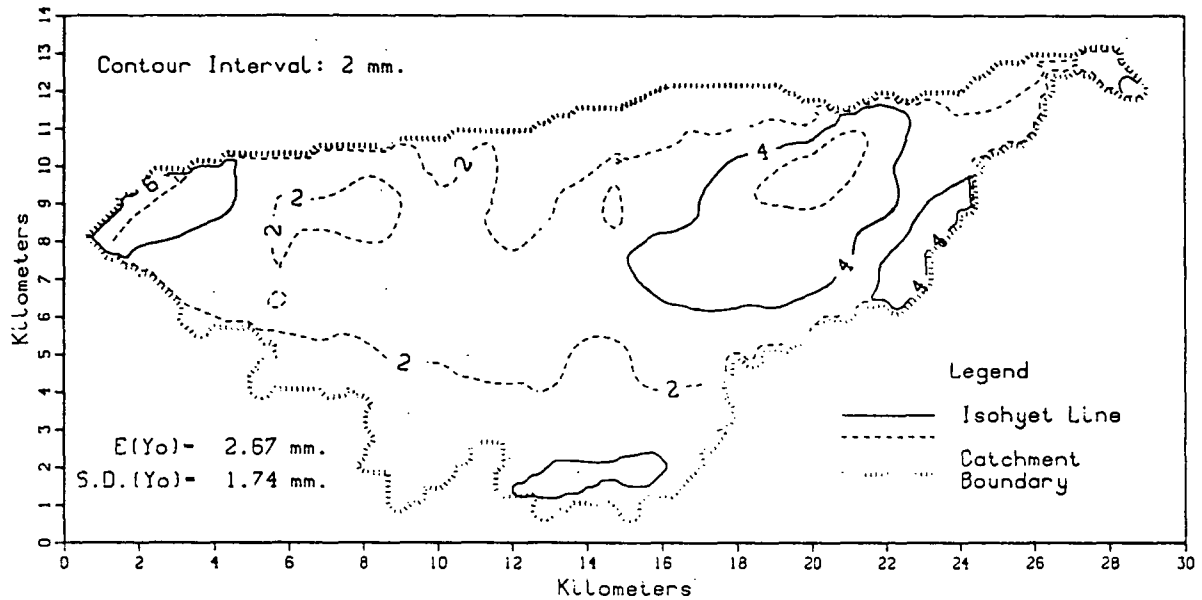 14
13
12
11
10
9
8
7
6
5
4
3
2
1
0
Kilometers
Contour Interval: 2 mm.
6
2
2
2
4
4
4
4
2
2
E(Yo)= 2.67 mm.
S.D.(Yo)= 1.74 mm.
Legend
Isohyet Line
Catchment
Boundary
0 2 4 6 8 10 12 14 16 18 20 22 24 26 28 30
Kilometers